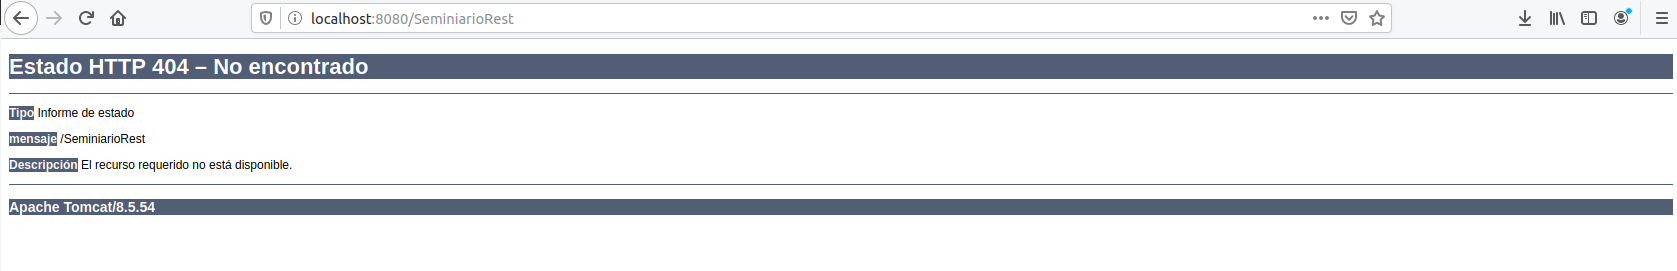 localhost:8080/SeminiarioRest
Estado HTTP 404 – No encontrado
Tipo Informe de estado
mensaje /SeminiarioRest
Descripción El recurso requerido no está disponible.
Apache Tomcat/8.5.54